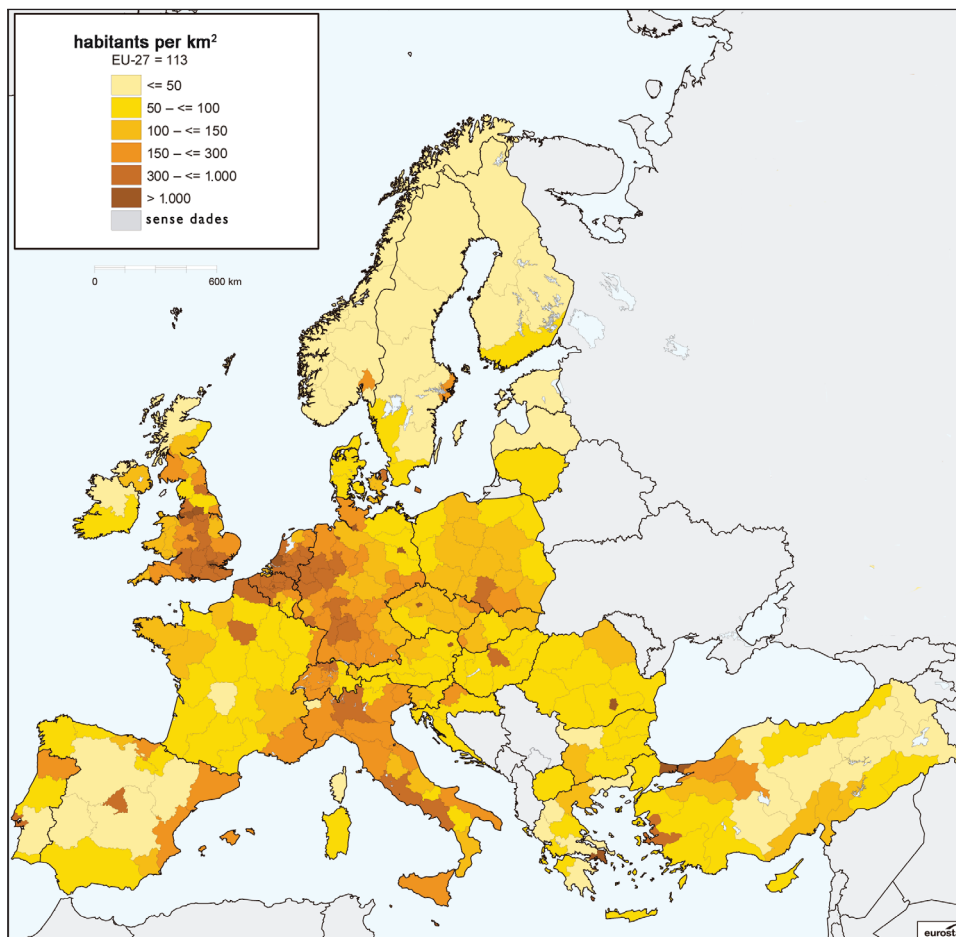 habitants per km²
EU-27 = 113
<= 50
50 – <= 100
100 – <= 150
150 – <= 300
300 – <= 1.000
> 1.000
sense dades
0 600 km
eurosta